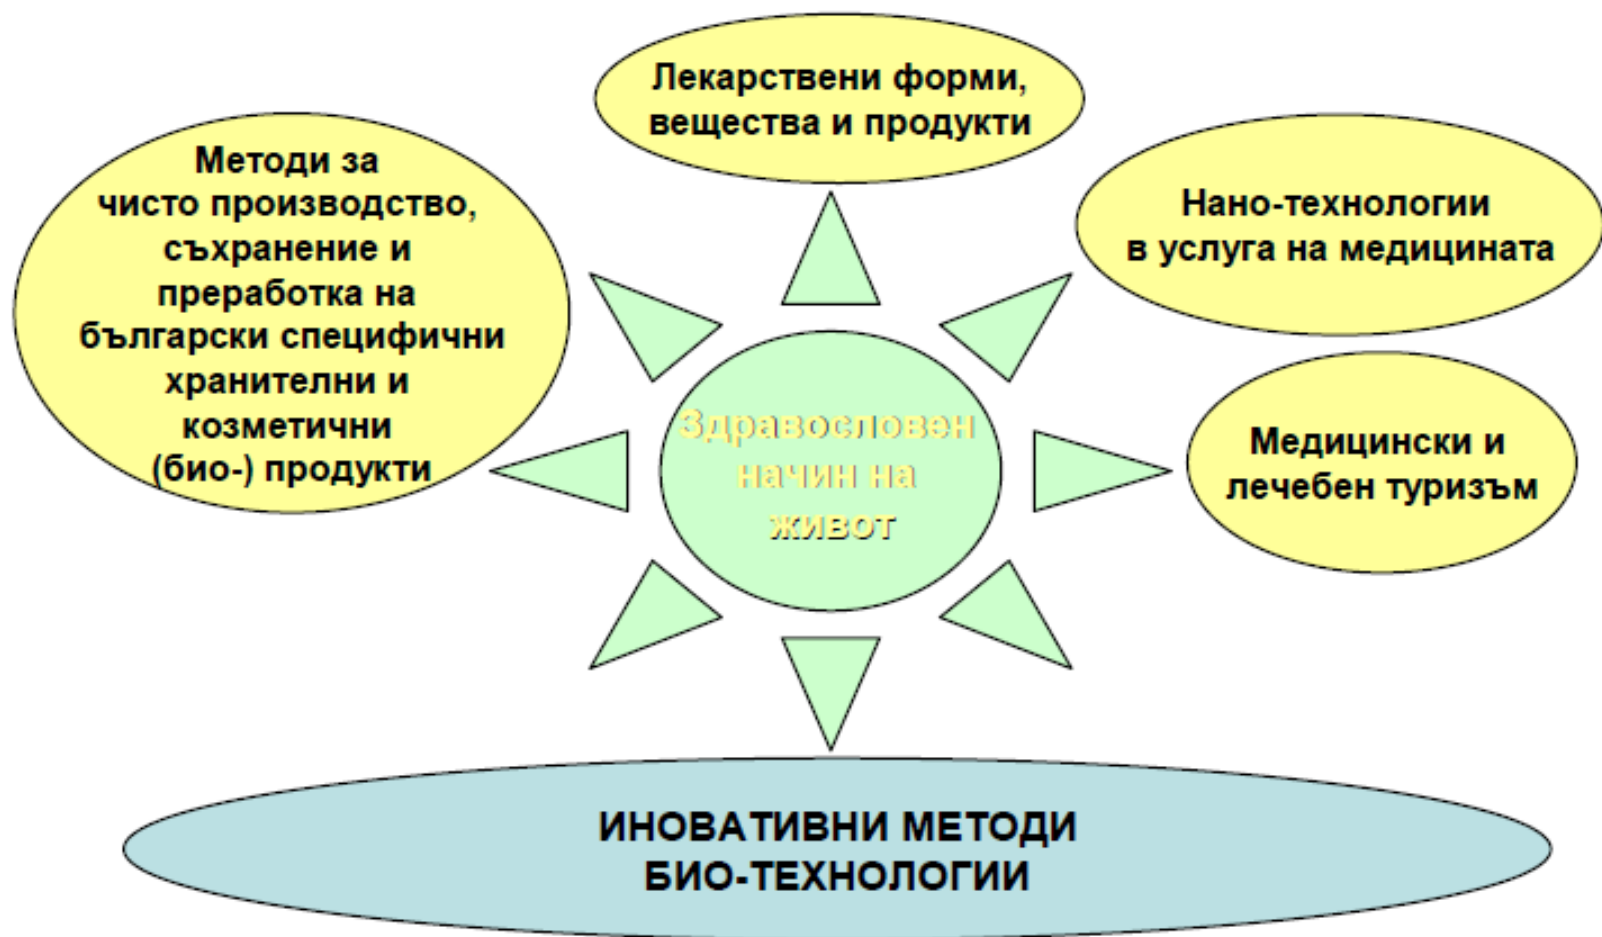 Лекарствени форми,
вещества и продукти
Методи за
чисто производство,
съхранение и
преработка на
български специфични
хранителни и
козметични
(био-) продукти
Нано-технологии
в услуга на медицината
Здравословен
начин на
живот
Медицински и
лечебен туризъм
ИНОВАТИВНИ МЕТОДИ
БИО-ТЕХНОЛОГИИ